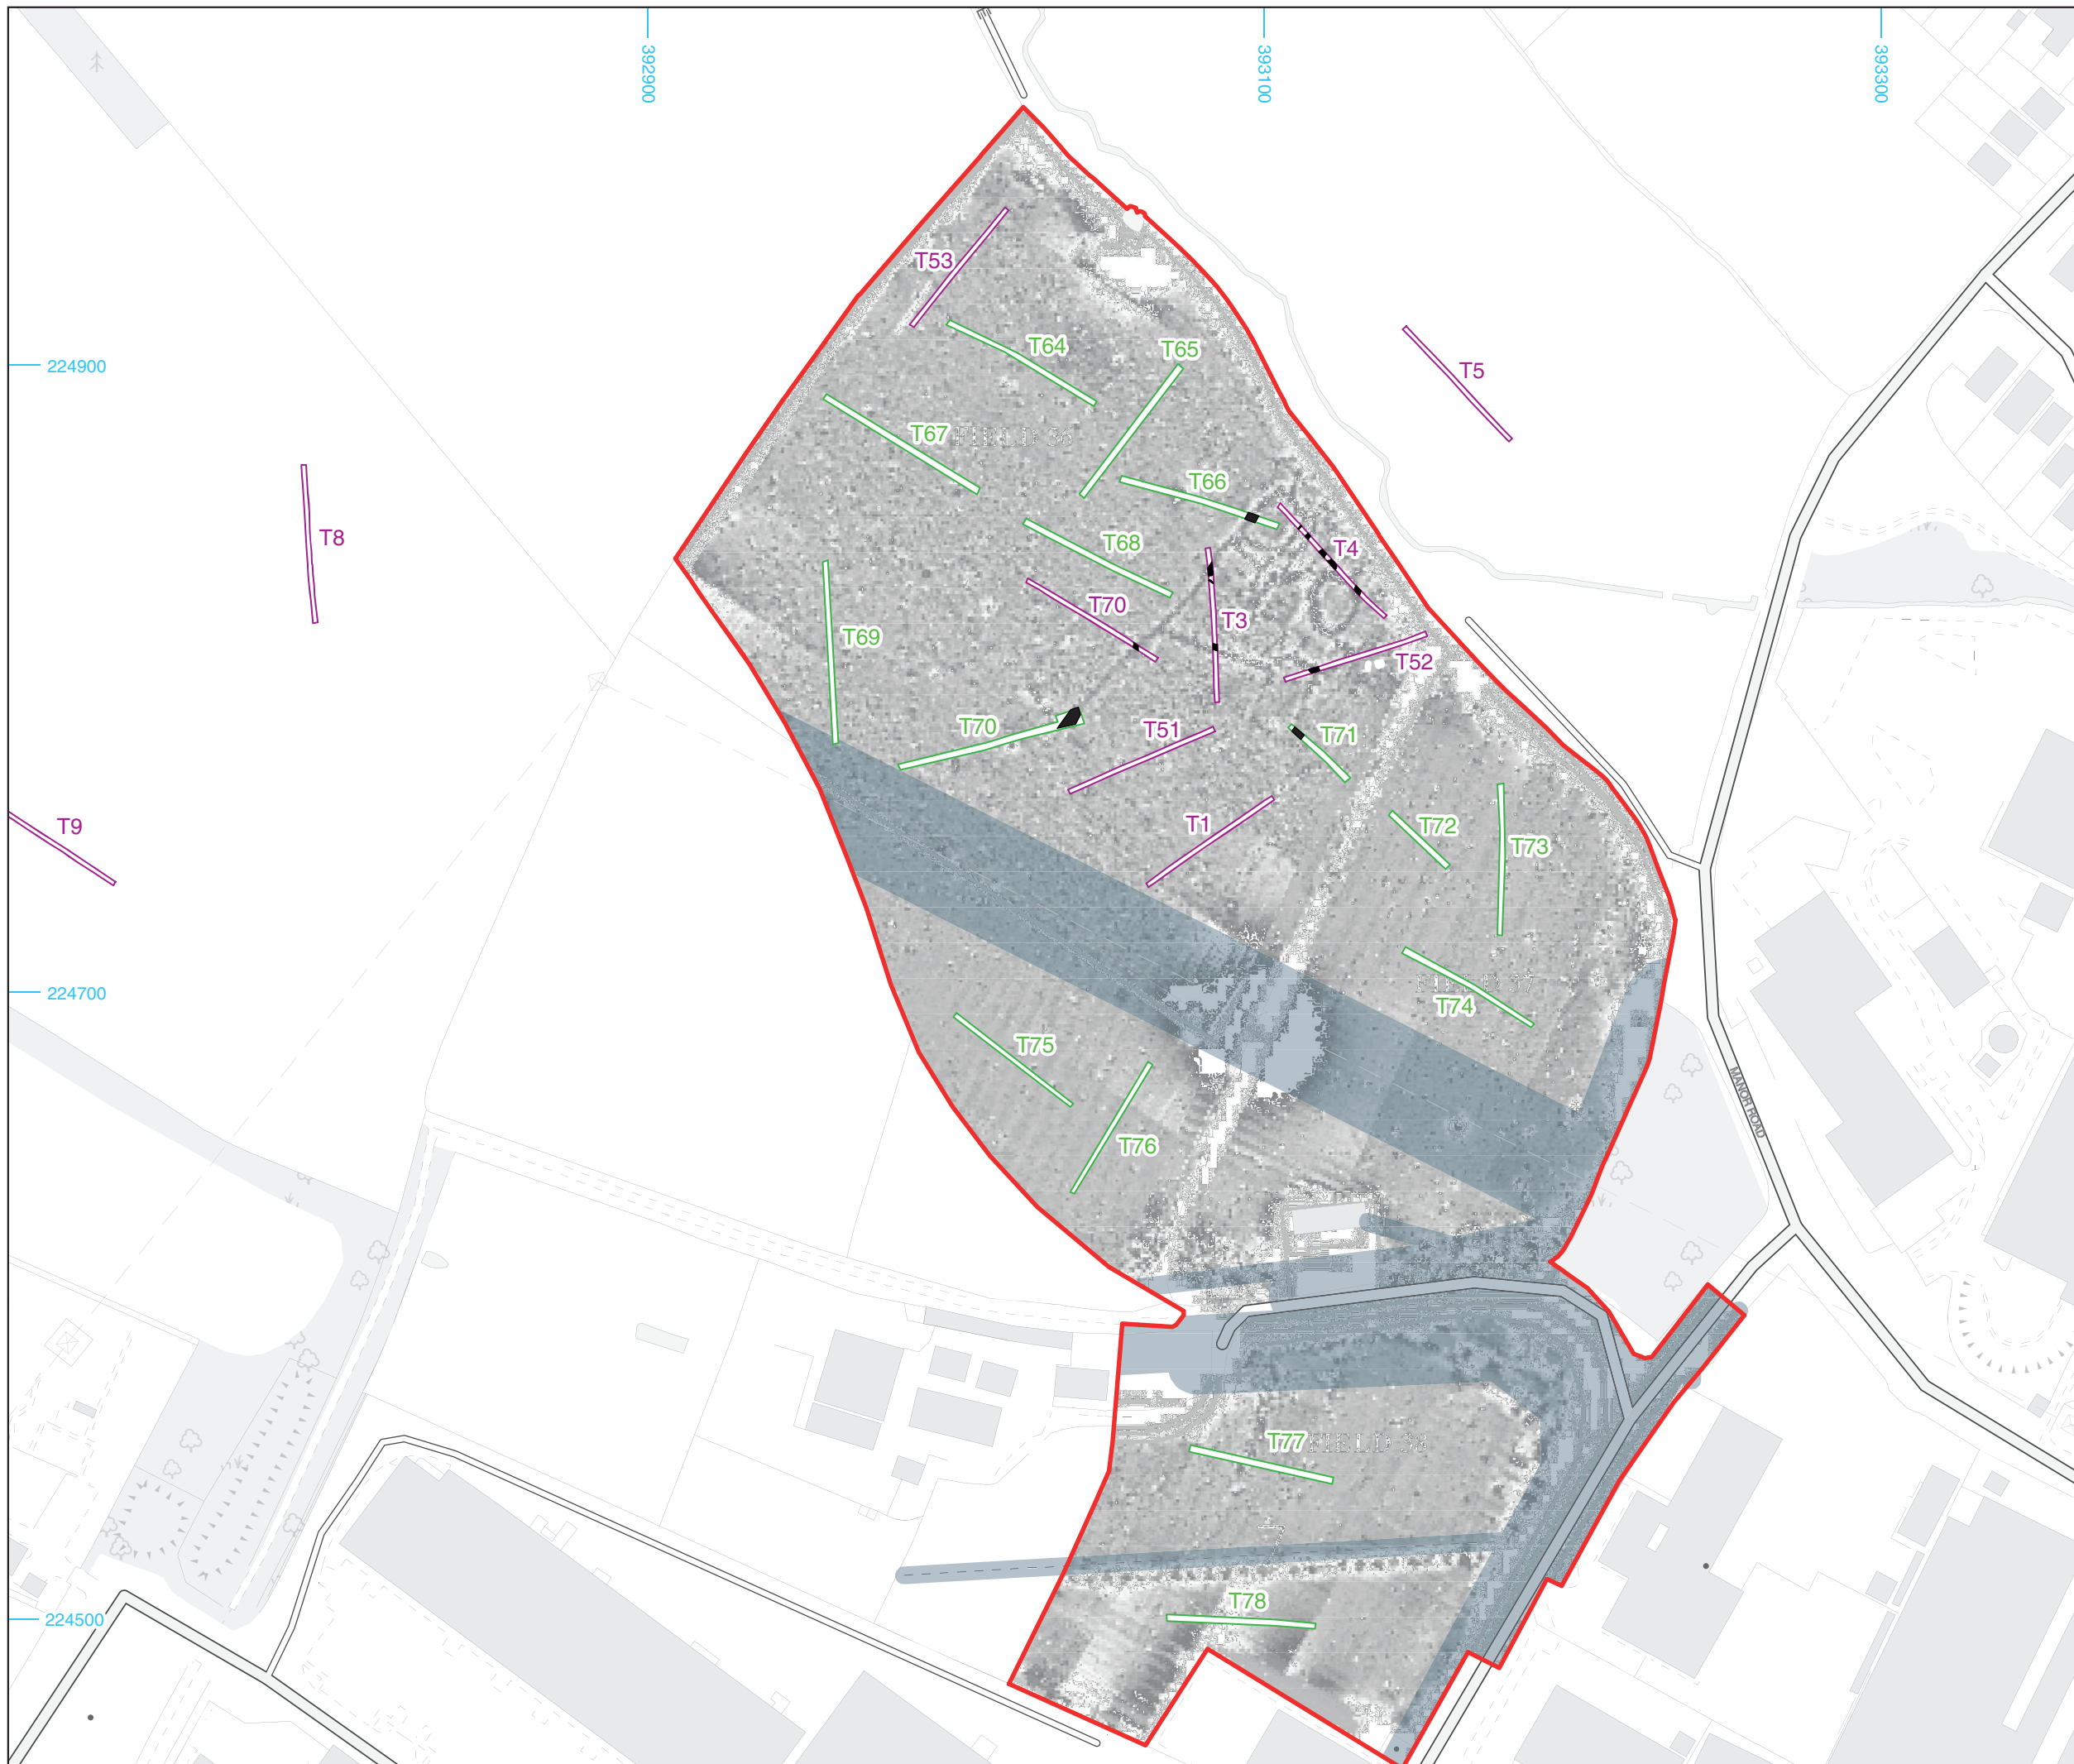 392900
393100
393300
T53
T64
T65
T5
224900
T67
FIELD 36
T66
T8
T68
T4
T70
T3
T69
T52
T70
T51
T71
T9
T1
T72
T73
FIELD 37
224700
T74
T75
MANOR ROAD
T76
T77
FIELD 38
T78
224500